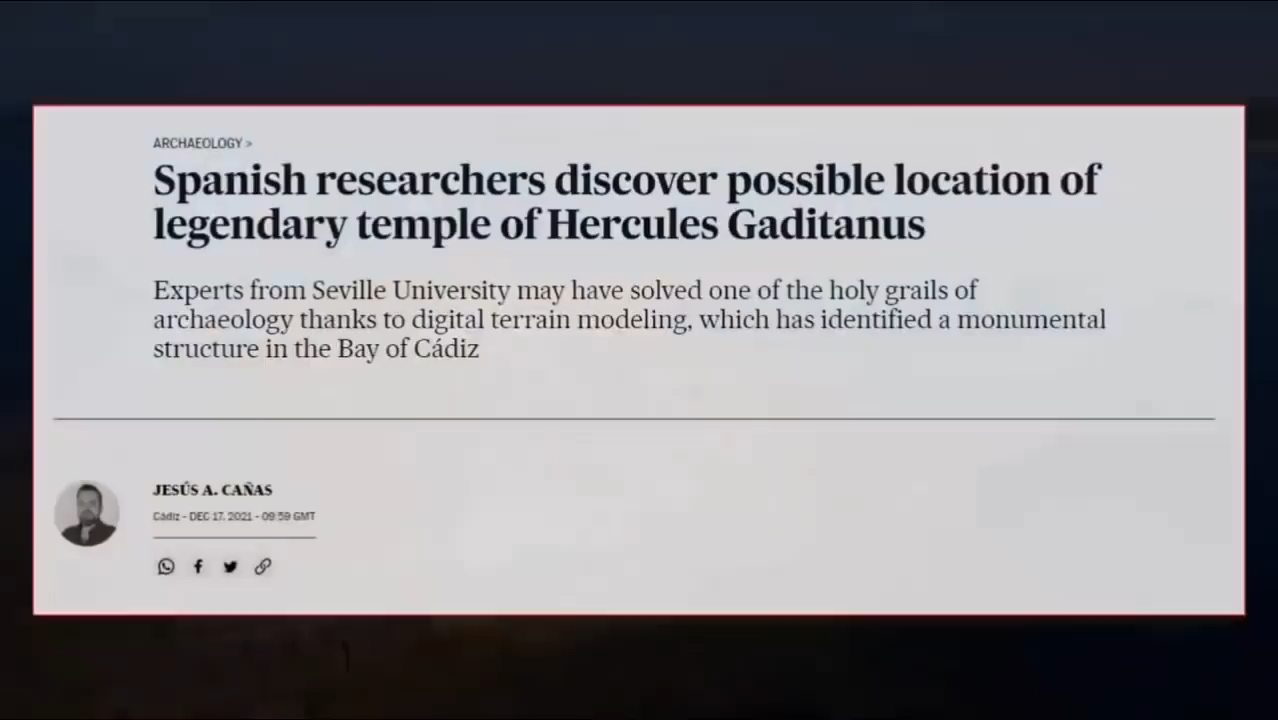 ARCHAEOLOGY >
Spanish researchers discover possible location of
legendary temple of Hercules Gaditanus
Experts from Seville University may have solved one of the holy grails of
archaeology thanks to digital terrain modeling, which has identified a monumental
structure in the Bay of Cádiz
JESÚS A. CAÑAS
Cádiz - DEC 17, 2021 - 09:59 GMT